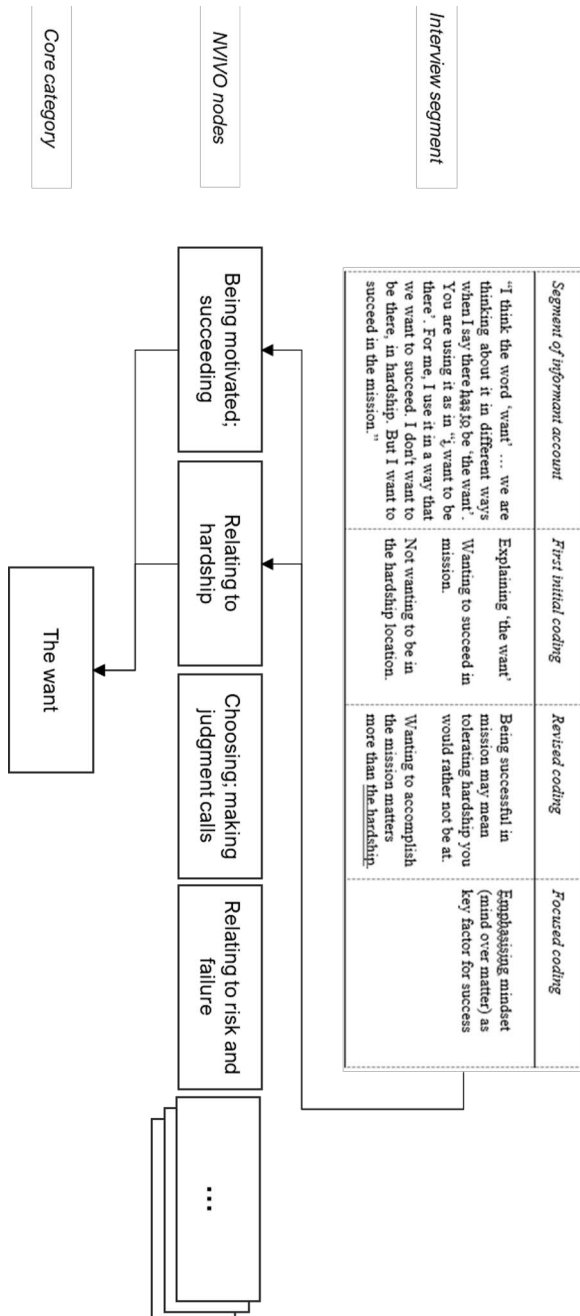 Interview segment
Segment of informant account
First initial coding
Revised coding
Focused coding
“I think the word ‘want’ … we are
thinking about it in different ways
when I say there has to be ‘the want’.
You are using it as in “i want to be
there’. For me, I use it in a way that
we want to succeed. I don't want to
be there, in hardship. But I want to
succeed in the mission.”
Explaining ‘the want’
Wanting to succeed in
mission.
Not wanting to be in
the hardship location.
Being successful in
mission may mean
tolerating hardship you
would rather not be at.
Wanting to accomplish
the mission matters
more than the hardship.
Emphasising mindset
(mind over matter) as
key factor for success
NVIVO nodes
Being motivated;
succeeding
Relating to
hardship
Choosing; making
judgment calls
Relating to risk and
failure
...
Core category
The want